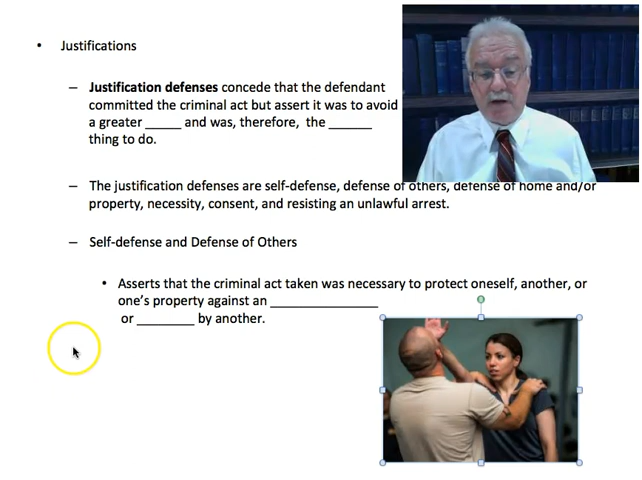 • Justifications
– Justification defenses concede that the defendant
committed the criminal act but assert it was to avoid
a greater _____ and was, therefore, the ______
thing to do.
– The justification defenses are self-defense, defense of others, defense of home and/or
property, necessity, consent, and resisting an unlawful arrest.
– Self-defense and Defense of Others
• Asserts that the criminal act taken was necessary to protect oneself, another, or
one's property against an _______________
or ________ by another.